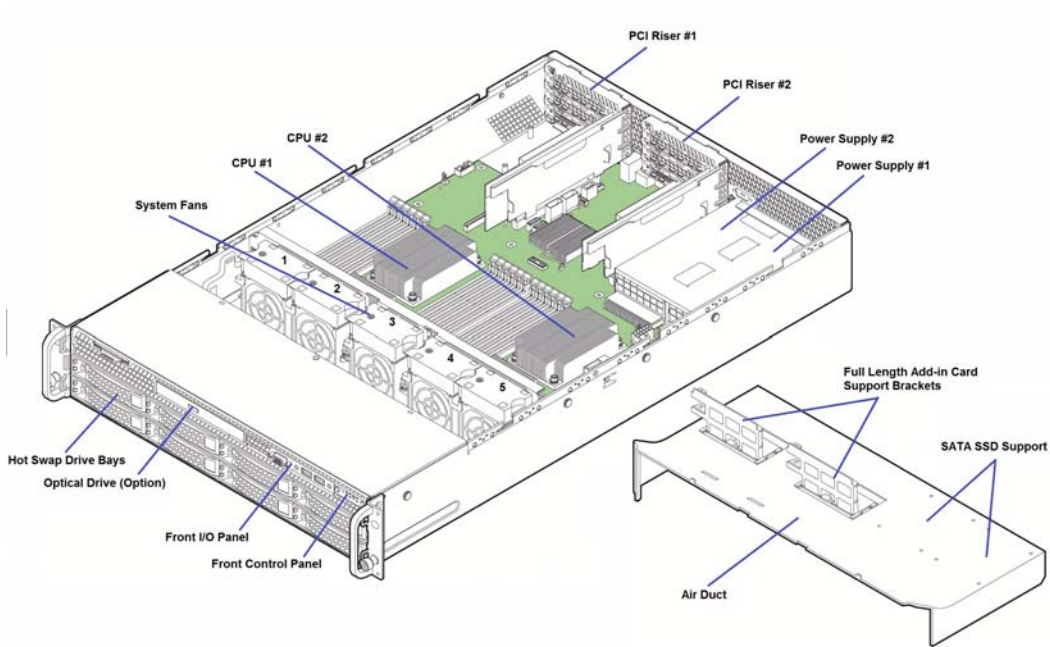 PCI Riser #1
PCI Riser #2
CPU #2
Power Supply #2
CPU #1
Power Supply #1
System Fans
1
2
3
4
5
Full Length Add-in Card
Support Brackets
SATA SSD Support
Hot Swap Drive Bays
Optical Drive (Option)
Front I/O Panel
Front Control Panel
Air Duct